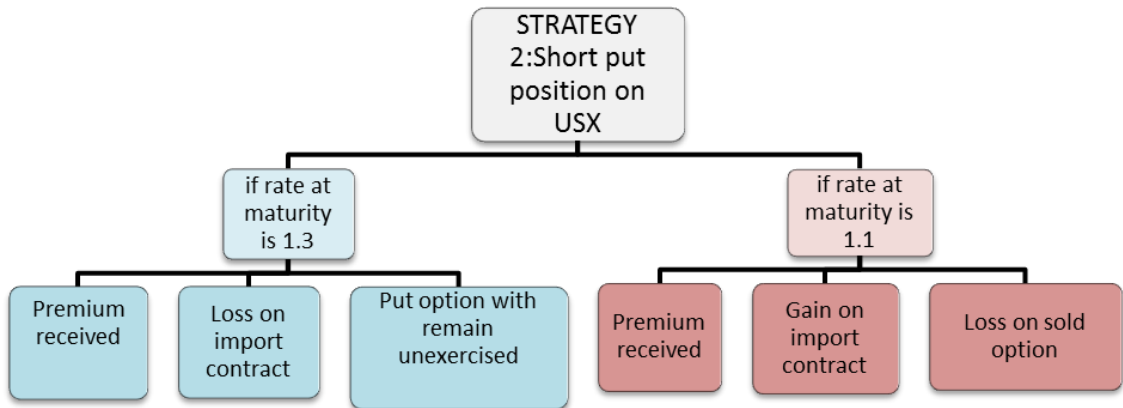 STRATEGY
2:Short put
position on
USX
if rate at
maturity
is 1.3
if rate at
maturity is
1.1
Premium
received
Loss on
import
contract
Put option with
remain
unexercised
Premium
received
Gain on
import
contract
Loss on sold
option